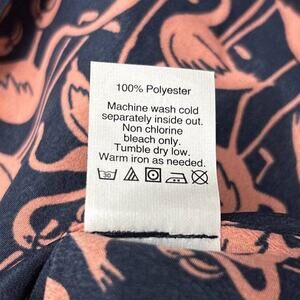 100% Polyester
Machine wash cold
separately inside out.
Non chlorine
bleach only.
Tumble dry low.
Warm iron as needed.
30